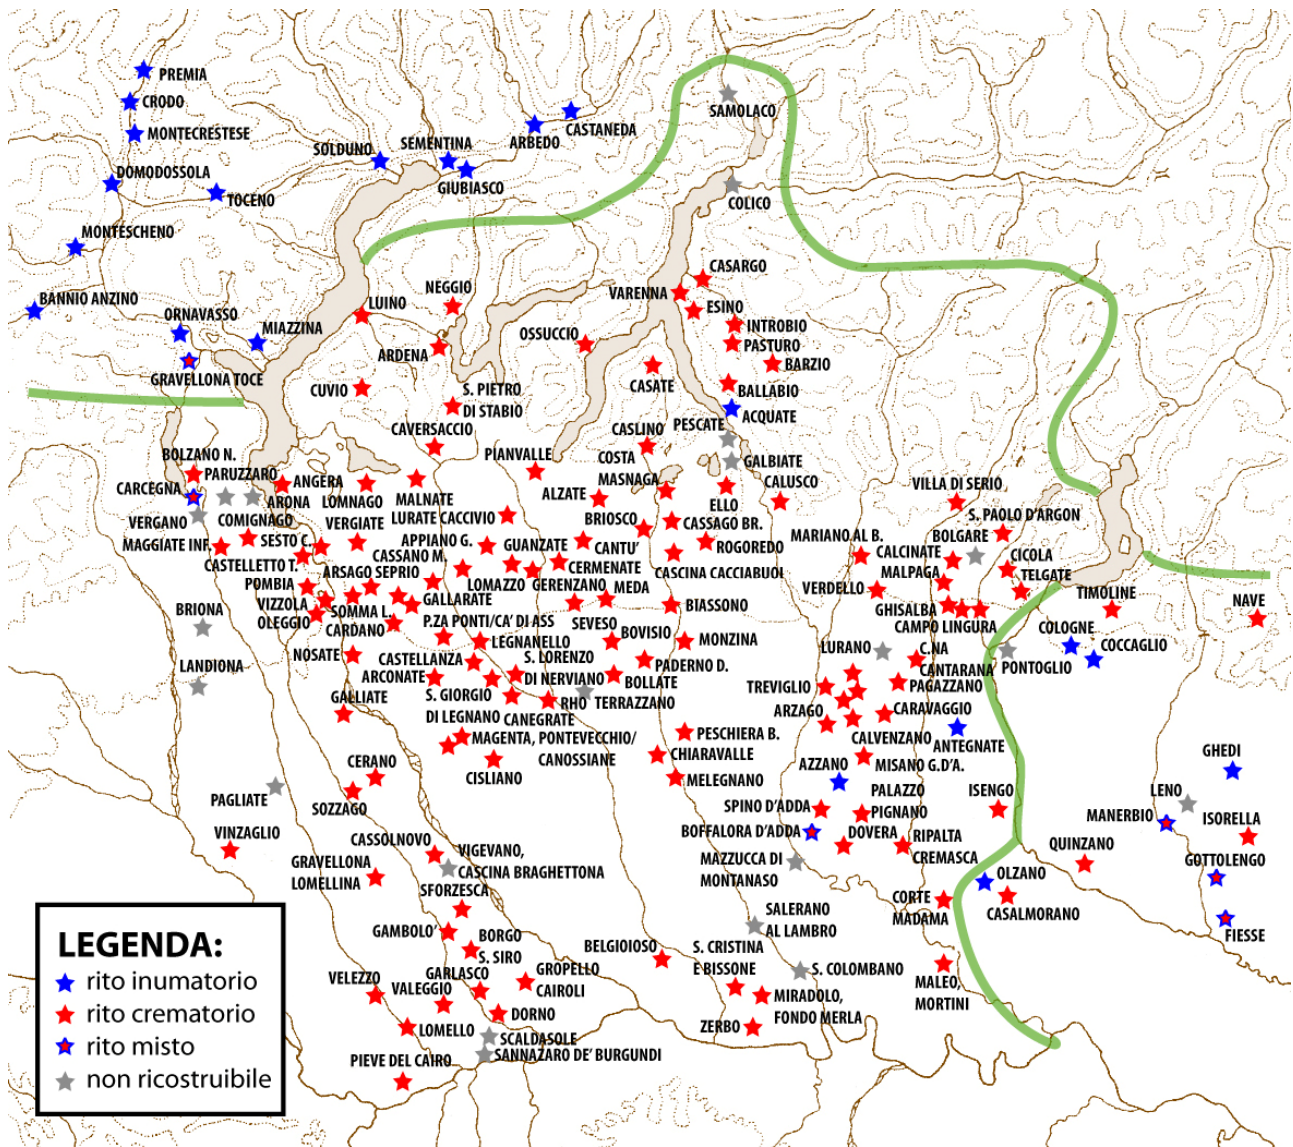 PREMIA
CRODO
MONTECRESTESE
DOMODOSSOLA
TOCENO
MONTESCHENO
BANNIO ANZINO
ORNAVASSO
MIAZZINA
GRAVELLONA TOCE
SOLDUNO
SEMENTINA
GIUBIASCO
ARBEDO
CASTANEDA
SAMOLACO
COLICO
LUINO
NEGGIO
ARDENA
CUVIO
S. PIETRO
DI STABIO
CAVERSACCIO
OSSUCCIO
VARENNA
CASARGO
ESINO
INTROBIO
PASTURO
BARZIO
CASATE
BALLABIO
ACQUATE
PESCATE
GALBIATE
CASLINO
COSTA
MASNAGA
ELLO
CALUSCO
PIANVALLE
ALZATE
BOLZANO N.
PARUZZARO
CARCEGNA
ANGERA
ARONA
LOMNAGO
MALNATE
VERGANO
COMIGNAGO
VERGIATE
LURATE CACCIVIO
BRIOSCO
CASSAGO BR.
ROGOREDO
MAGGIATE INF.
SESTO C.
APPIANO G.
GUANZATE
CANTU'
CERMENATE
CASCINA CACCIABUOI
CASTELLETTO T.
CASSANO M.
ARSAGO SEPRIO
LOMAZZO
GERENZANO
MEDA
POMBIA
GALLARATE
SEVESO
BIASSONO
VIZZOLA
OLEGGIO
SOMMA L.
CARDANO
P.ZA PONTI/CA' DI ASS
LEGNANELLO
BOVISIO
MONZINA
BRIONA
NOSATE
CASTELLANZA
ARCONATE
S. LORENZO
DI NERVIANO
PADERNO D.
BOLLATE
LANDIONA
GALLIATE
S. GIORGIO
DI LEGNANO
CANEGRATE
RHO
TERRAZZANO
MAGENTA, PONTEVECCHIO/
CANOSSIANE
CISLIANO
PESCHIERA B.
CHIARAVALLE
MELEGNANO
VILLA DI SERIO
S. PAOLO D'ARGON
BOLGARE
MARIANO AL B.
CALCINATE
MALPAGA
CICOLA
TELGATE
VERDELLO
GHISALBA
CAMPO LINGURA
TIMOLINE
NAVE
COLOGNE
COCCAGLIO
LURANO
C.NA
CANTARANA
PONTOGLIO
TREVIGLIO
PAGAZZANO
ARZAGO
CARAVAGGIO
CALVENZANO
ANTEGNATE
MISANO G.D'A.
AZZANO
PALAZZO
PIGNANO
ISENGO
GHEDI
LENO
MANERBIO
ISORELLA
SPINO D'ADDA
BOFFALORA D'ADDA
DOVERA
RIPALTA
CREMASCA
QUINZANO
GOTTOLENGO
MAZZUCCA DI
MONTANASO
OLZANO
CORTE
MADAMA
CASALMORANO
FIESSE
CERANO
SOZZAGO
PAGLIATE
VINZAGLIO
CASSOLNOVO
VIGEVANO,
CASCINA BRAGHETTONA
GRAVELLONA
LOMELLINA
SFORZESCA
SALERANO
AL LAMBRO
GAMBOLO'
BORGO
S. SIRO
BELGIOIOSO
S. CRISTINA
E BISSONE
S. COLOMBANO
MALEO,
MORTINI
VELEZZO
GARLASCO
VALEGGIO
GROPELLO
CAIROLI
MIRADOLO,
FONDO MERLA
DORNO
ZERBO
LOMELLO
SCALDASOLE
SANNAZARO DE' BURGUNDI
PIEVE DEL CAIRO
LEGENDA:
rito inumatorio
rito crematorio
rito misto
non ricostruibile